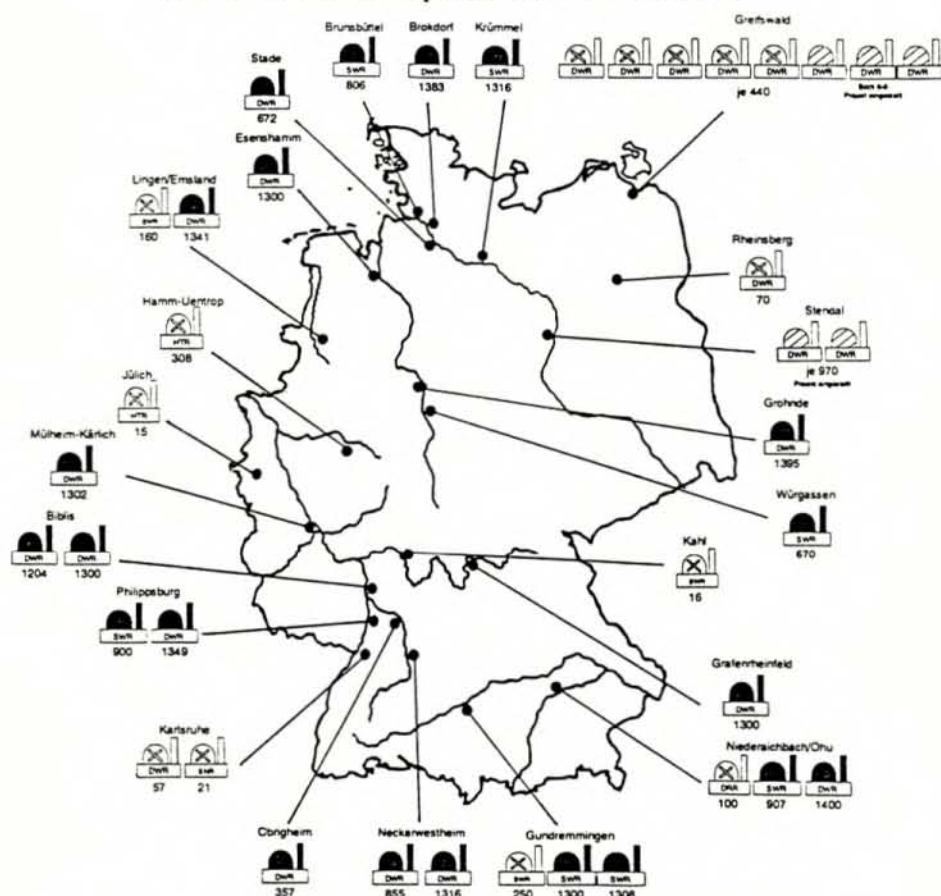 Brunsbüttel
SWR
806
Brokdorf
DWR
1383
Krümmel
SWR
1316
Greifswald
DWR DWR DWR DWR DWR DWR DWR DWR
je 440
Projekt eingestellt
Stade
DWR
672
Esenshamm
DWR
1300
Lingen/Emsland
SWR DWR
160 1341
Rheinsberg
DWR
70
Hamm-Uentrop
HTR
308
Stendal
DWR DWR
je 970
Projekt eingestellt
Jülich
HTR
15
Grohnde
DWR
1395
Mülheim-Kärlich
DWR
1302
Würgassen
SWR
670
Biblis
DWR DWR
1204 1300
Kahl
SWR
16
Philippsburg
SWR DWR
900 1349
Grafenrheinfeld
DWR
1300
Karlsruhe
DWR SNR
57 21
Niederaichbach/Ohu
DRR SWR DWR
100 907 1400
Obrigheim
DWR
357
Neckarwestheim
DWR DWR
855 1316
Gundremmingen
SWR SWR SWR
250 1300 1308